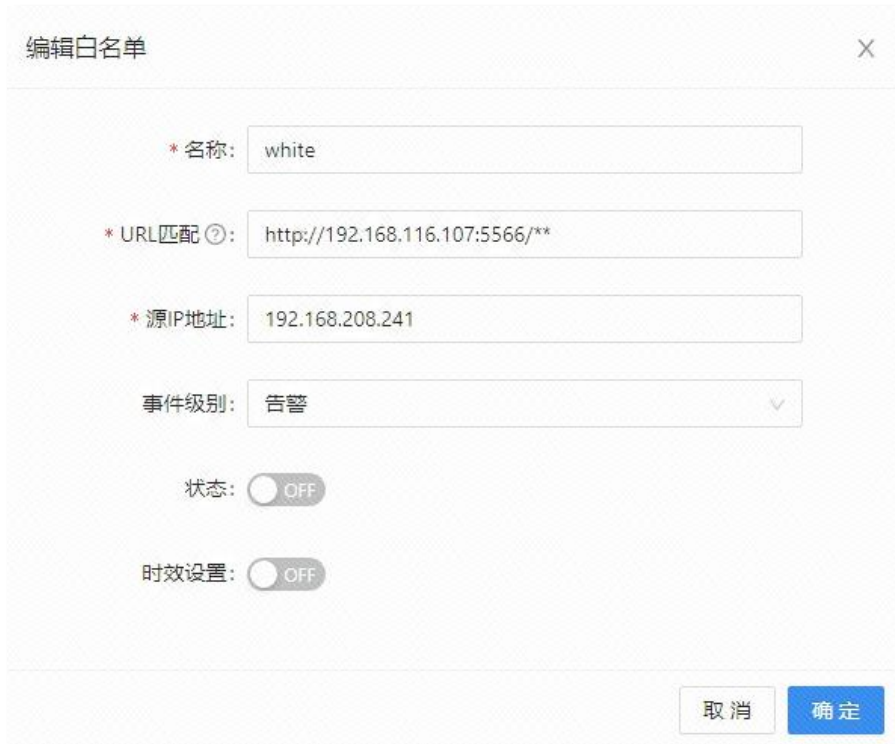 编辑白名单
* 名称: white
* URL匹配 ?: http://192.168.116.107:5566/**
* 源IP地址: 192.168.208.241
事件级别: 告警
状态: OFF
时效设置: OFF
取 消 确 定